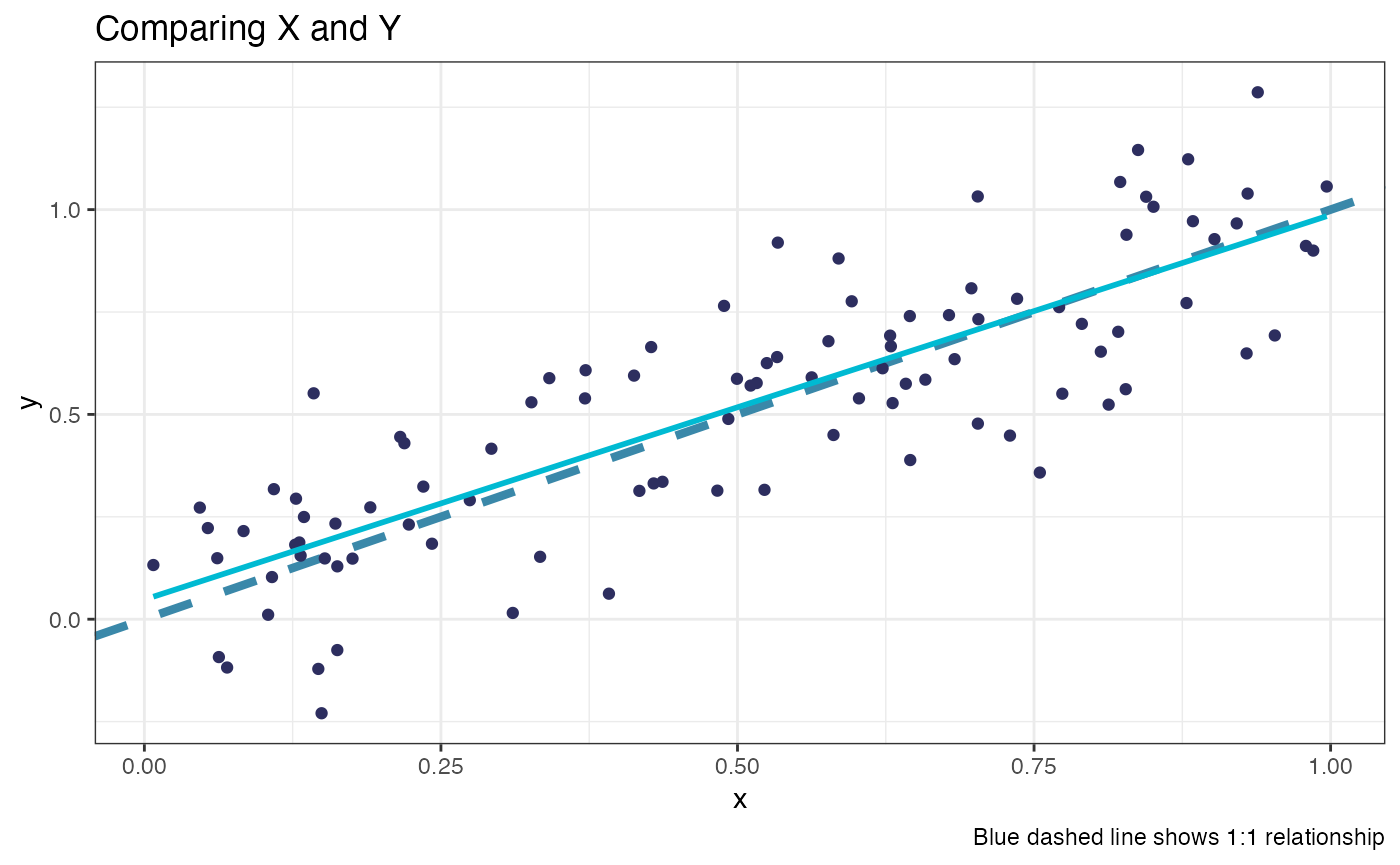 Comparing X and Y
y
1.0
0.5
0.0
0.00 0.25 0.50 0.75 1.00
x
Blue dashed line shows 1:1 relationship